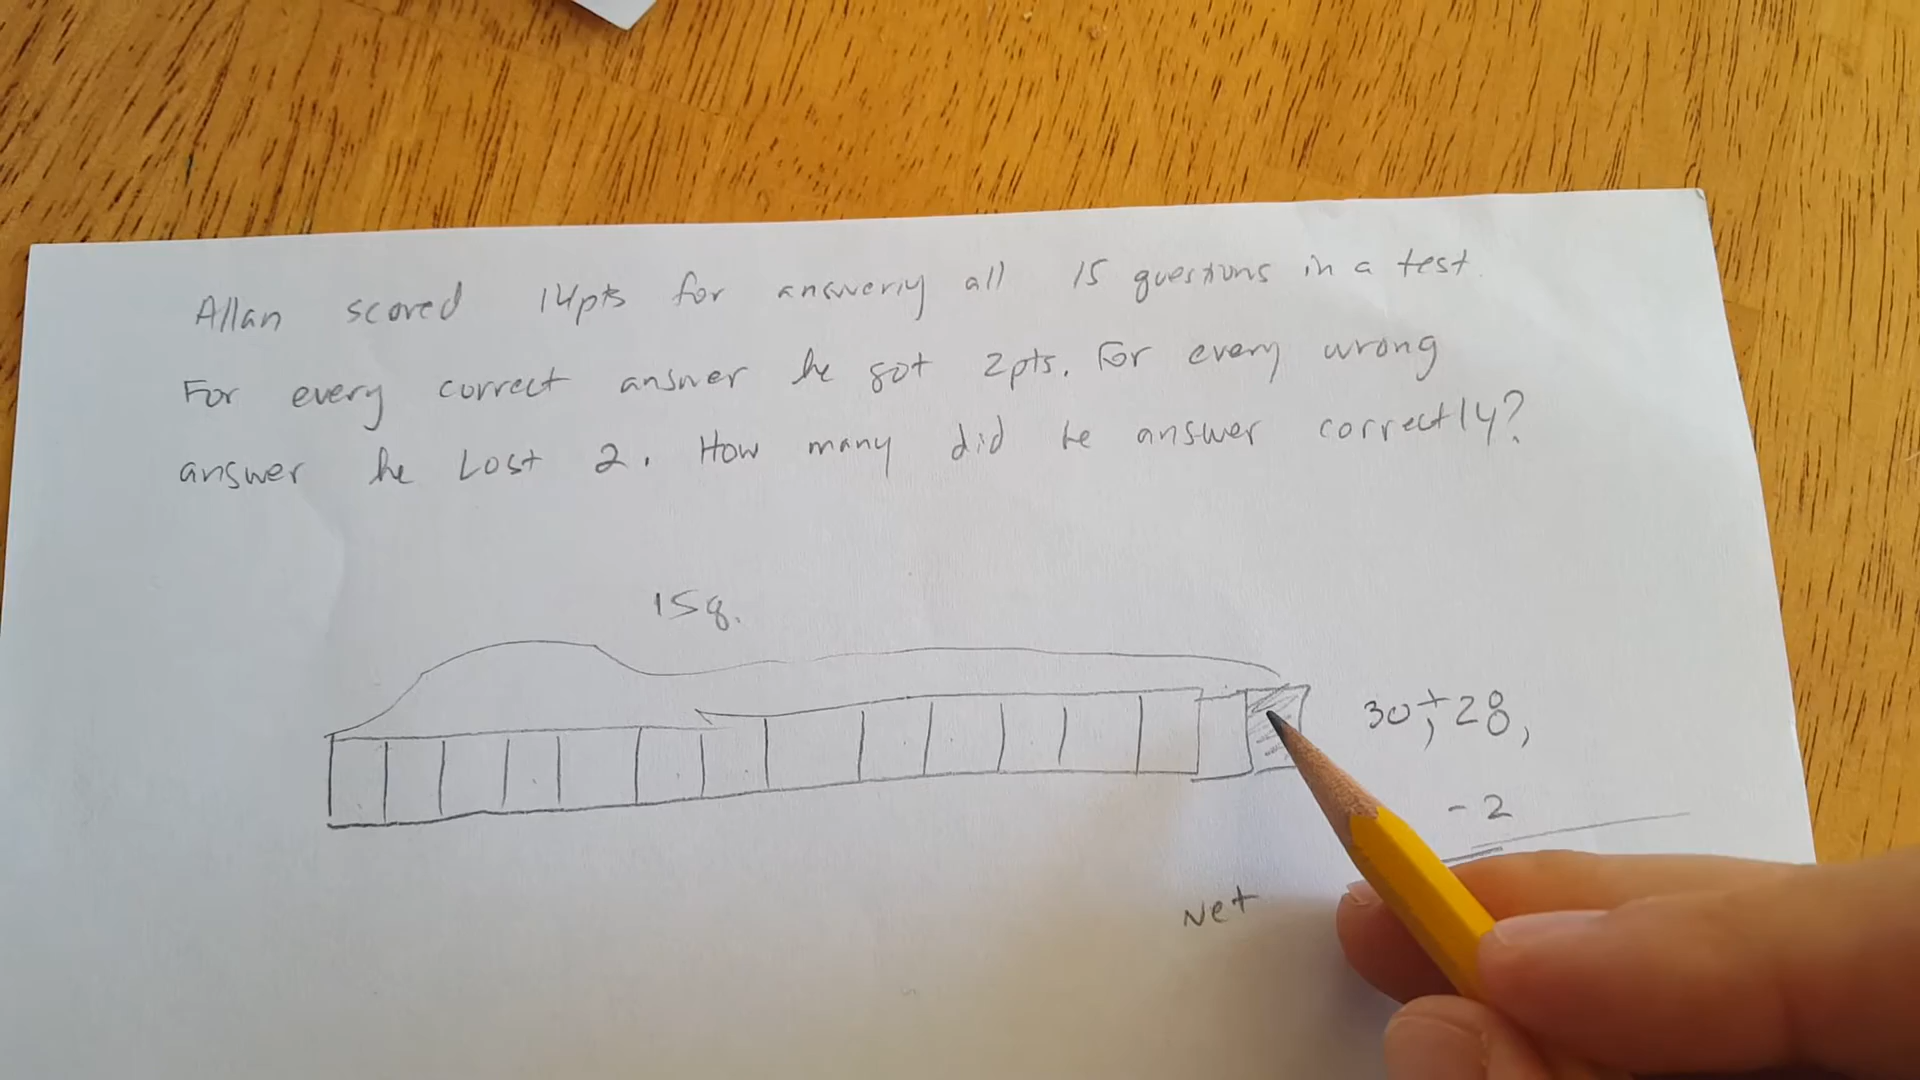 Allan scored 14pts for answering all 15 questions in a test.
For every correct answer he got 2pts. For every wrong
answer he Lost 2. How many did he answer correctly?
15q.
30, +28,
-2
Net